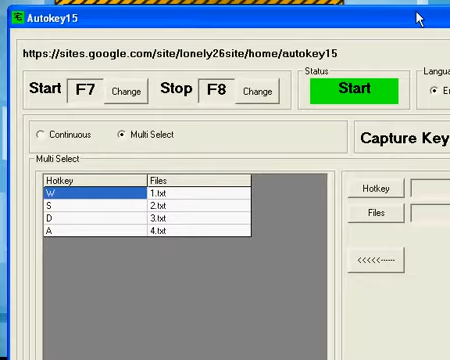 Autokey15
https://sites.google.com/site/lonely26site/home/autokey15
Start F7 Change Stop F8 Change
Status
Start
Continuous
Multi Select
Capture Key
Multi Select
Hotkey Files
W 1.txt
S 2.txt
D 3.txt
A 4.txt
Hotkey
Files
<<<<<------